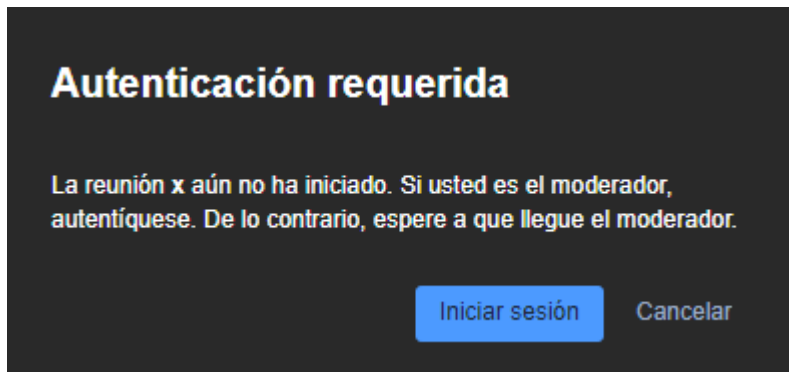 Autenticación requerida
La reunión x aún no ha iniciado. Si usted es el moderador,
autentíquese. De lo contrario, espere a que llegue el moderador.
Iniciar sesión Cancelar